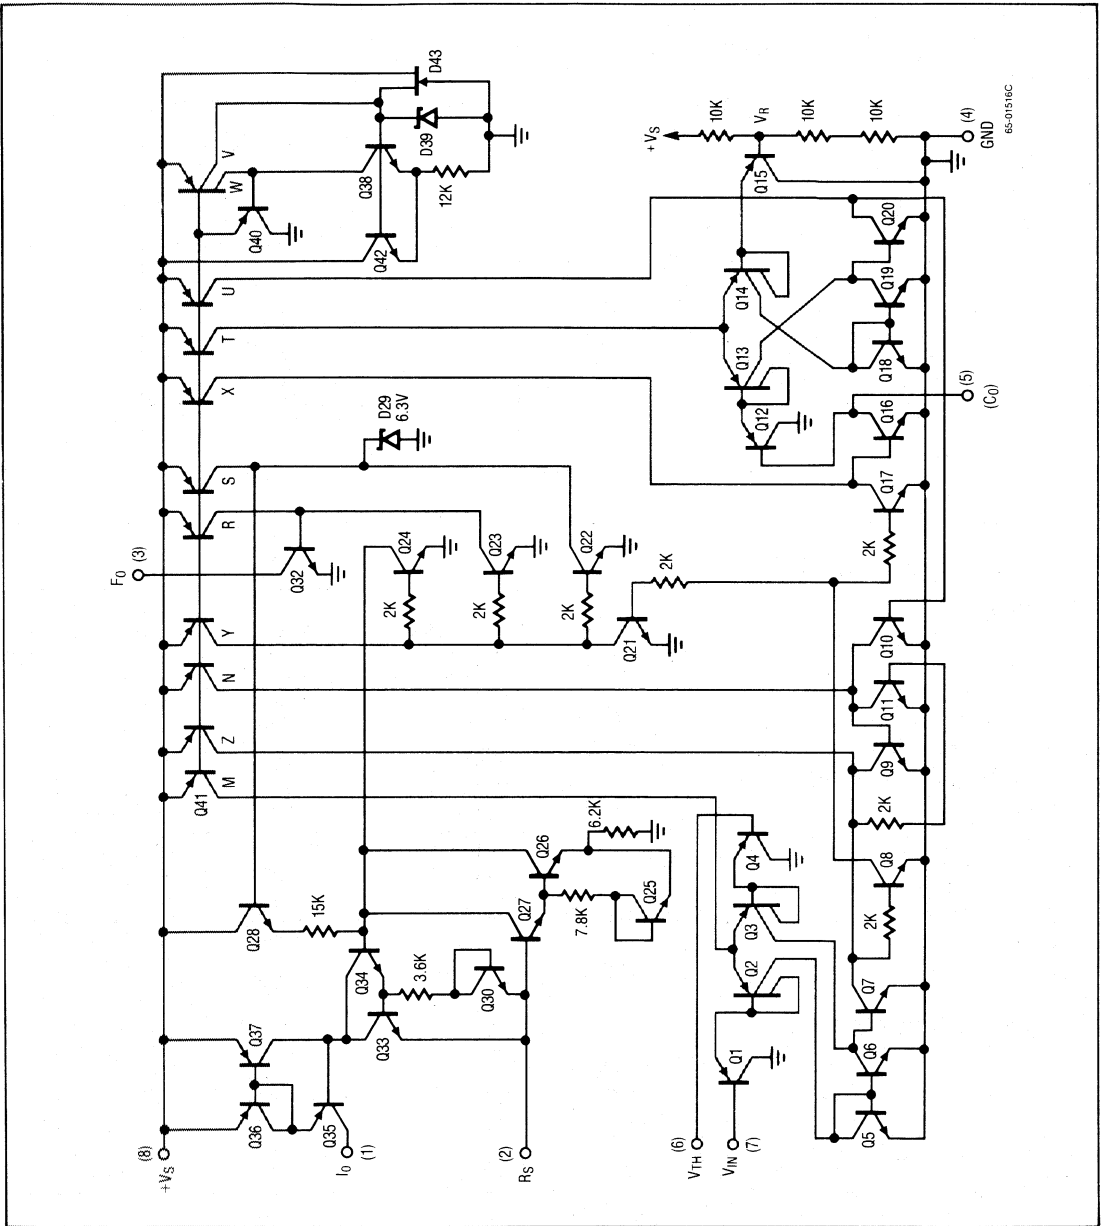 (8)
+VS
I0
(1)
(2)
RS
(6)
VTH
VIN
(7)
F0
(3)
Q36
Q37
Q35
Q28
15K
Q34
Q33
3.6K
Q30
Q27
Q26
7.8K
Q25
6.2K
Q41
M
Z
N
Y
R
S
X
T
U
W
V
Q32
D29
6.3V
Q24
2K
Q23
2K
Q22
2K
Q21
2K
Q40
Q42
Q38
12K
D39
D43
Q1
Q2
Q3
Q4
Q5
Q6
Q7
2K
Q8
2K
Q9
Q11
Q10
2K
Q17
Q16
(C0)
(5)
Q12
Q13
Q14
Q15
Q18
Q19
Q20
+VS
10K
VR
10K
10K
GND
(4)
65-01516C